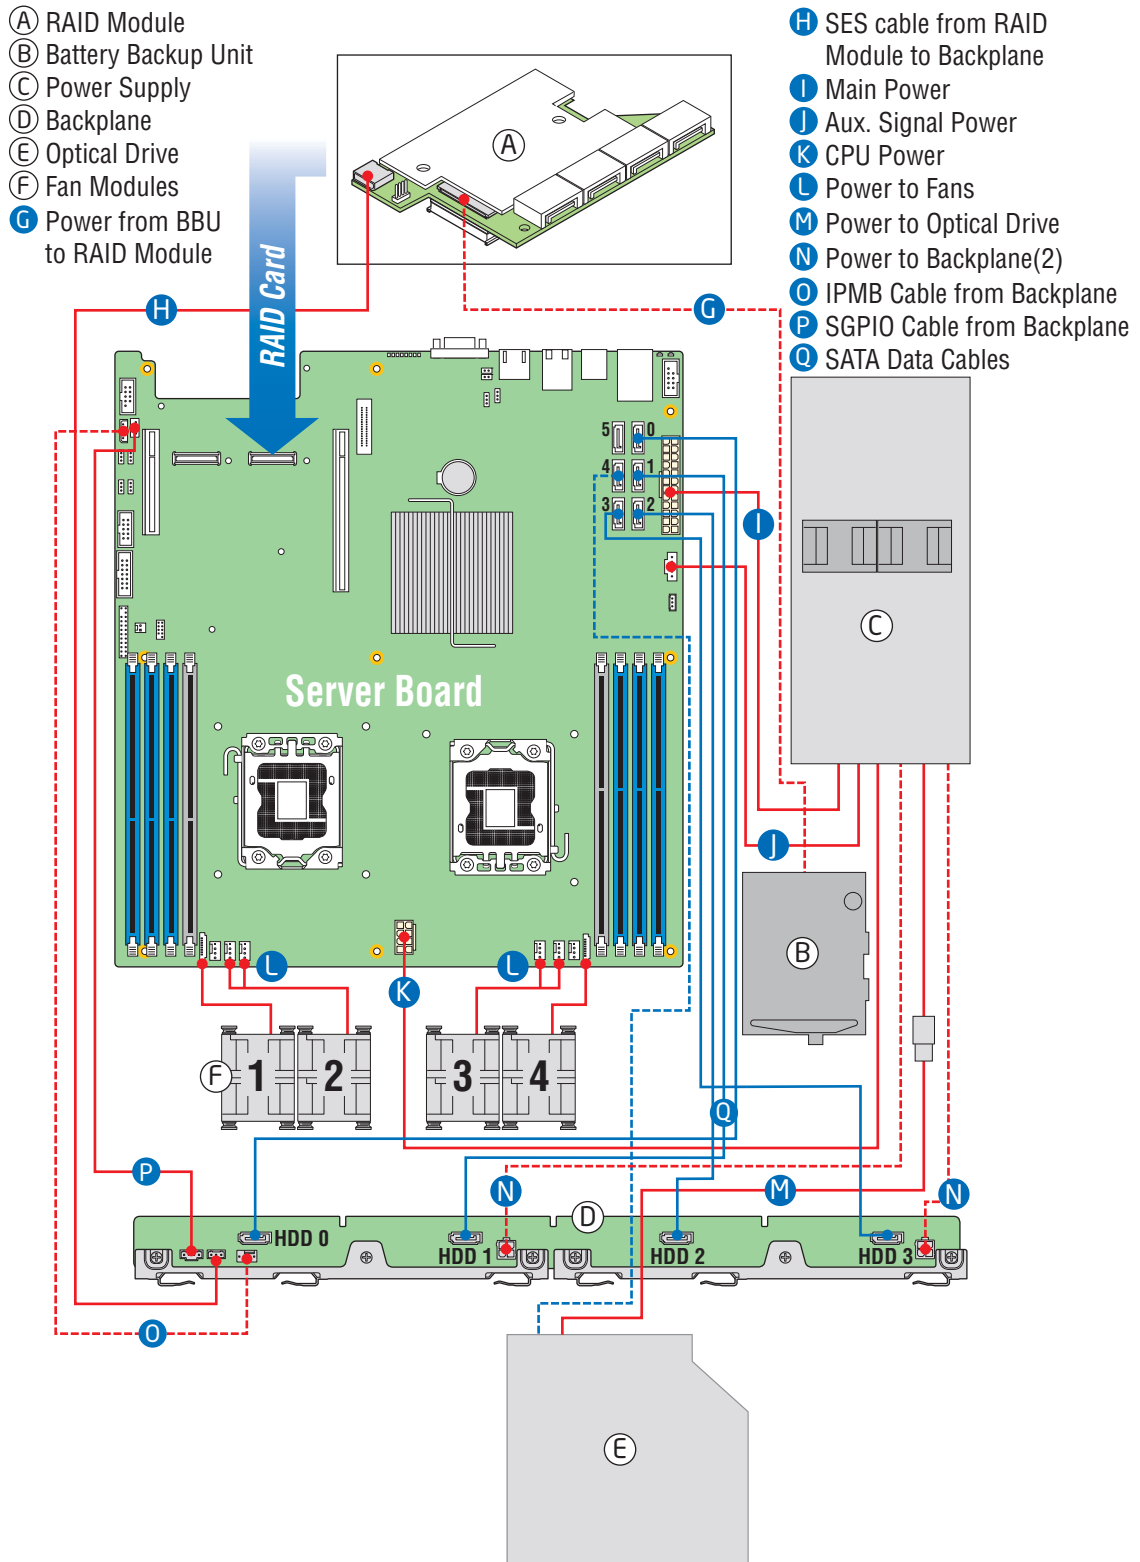 A RAID Module
B Battery Backup Unit
C Power Supply
D Backplane
E Optical Drive
F Fan Modules
G Power from BBU
to RAID Module
H SES cable from RAID
Module to Backplane
I Main Power
J Aux. Signal Power
K CPU Power
L Power to Fans
M Power to Optical Drive
N Power to Backplane(2)
O IPMB Cable from Backplane
P SGPIO Cable from Backplane
Q SATA Data Cables
A
RAID Card
H
G
5 0
4 1
3 2
I
C
Server Board
J
B
L
L
K
F
1
2
3
4
Q
P
N
M
N
D
HDD 0
HDD 1
HDD 2
HDD 3
O
E